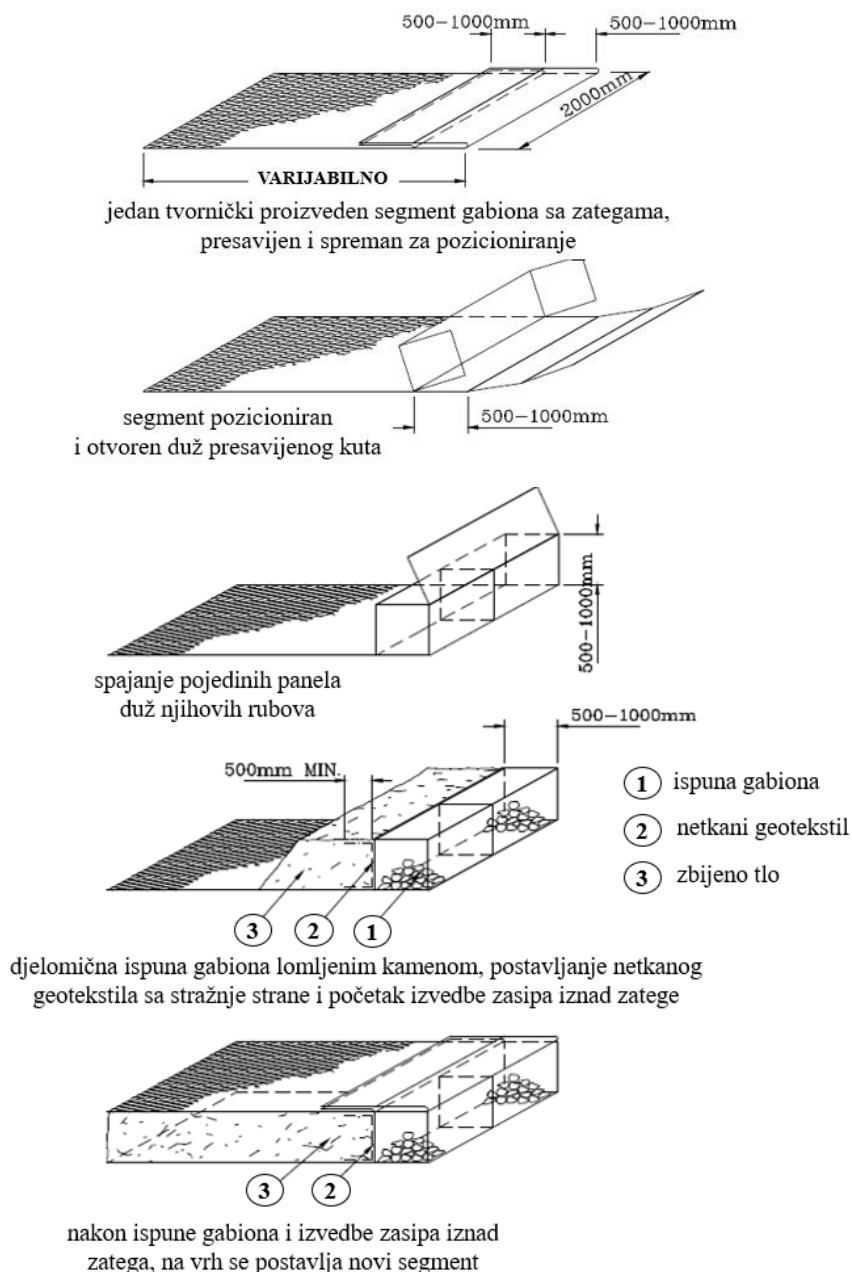 500-1000mm
500-1000mm
2000mm
VARIJABILNO
jedan tvornički proizveden segment gabiona sa zategama,
presavijen i spreman za pozicioniranje
segment pozicioniran
i otvoren duž presavijenog kuta
500-1000mm
500-1000mm
spajanje pojedinih panela
duž njihovih rubova
500-1000mm
500mm MIN.
1 ispuna gabiona
2 netkani geotekstil
3 zbijeno tlo
3 2 1
djelomična ispuna gabiona lomljenim kamenom, postavljanje netkanog
geotekstila sa stražnje strane i početak izvedbe zasipa iznad zatege
3 2
nakon ispune gabiona i izvedbe zasipa iznad
zatega, na vrh se postavlja novi segment